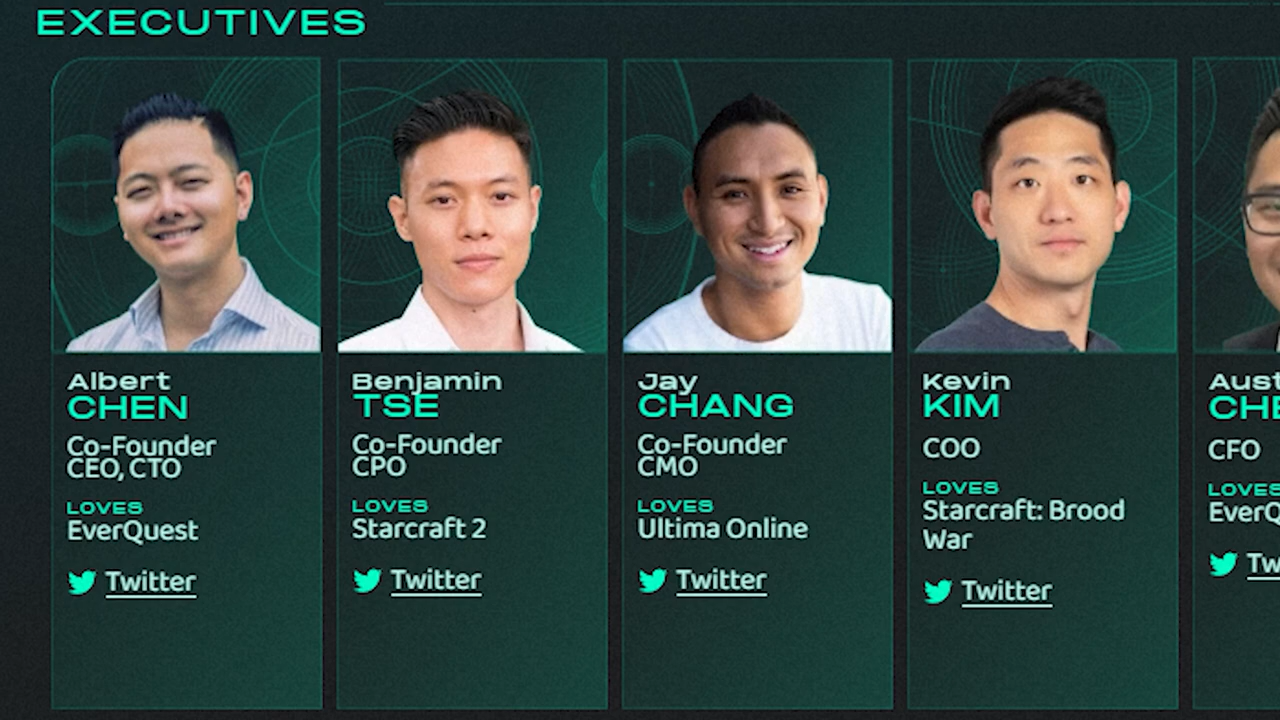 EXECUTIVES
Albert
CHEN
Co-Founder
CEO, CTO
LOVES
EverQuest
Twitter
Benjamin
TSE
Co-Founder
CPO
LOVES
Starcraft 2
Twitter
Jay
CHANG
Co-Founder
CMO
LOVES
Ultima Online
Twitter
Kevin
KIM
COO
LOVES
Starcraft: Brood
War
Twitter
CFO
LOVES